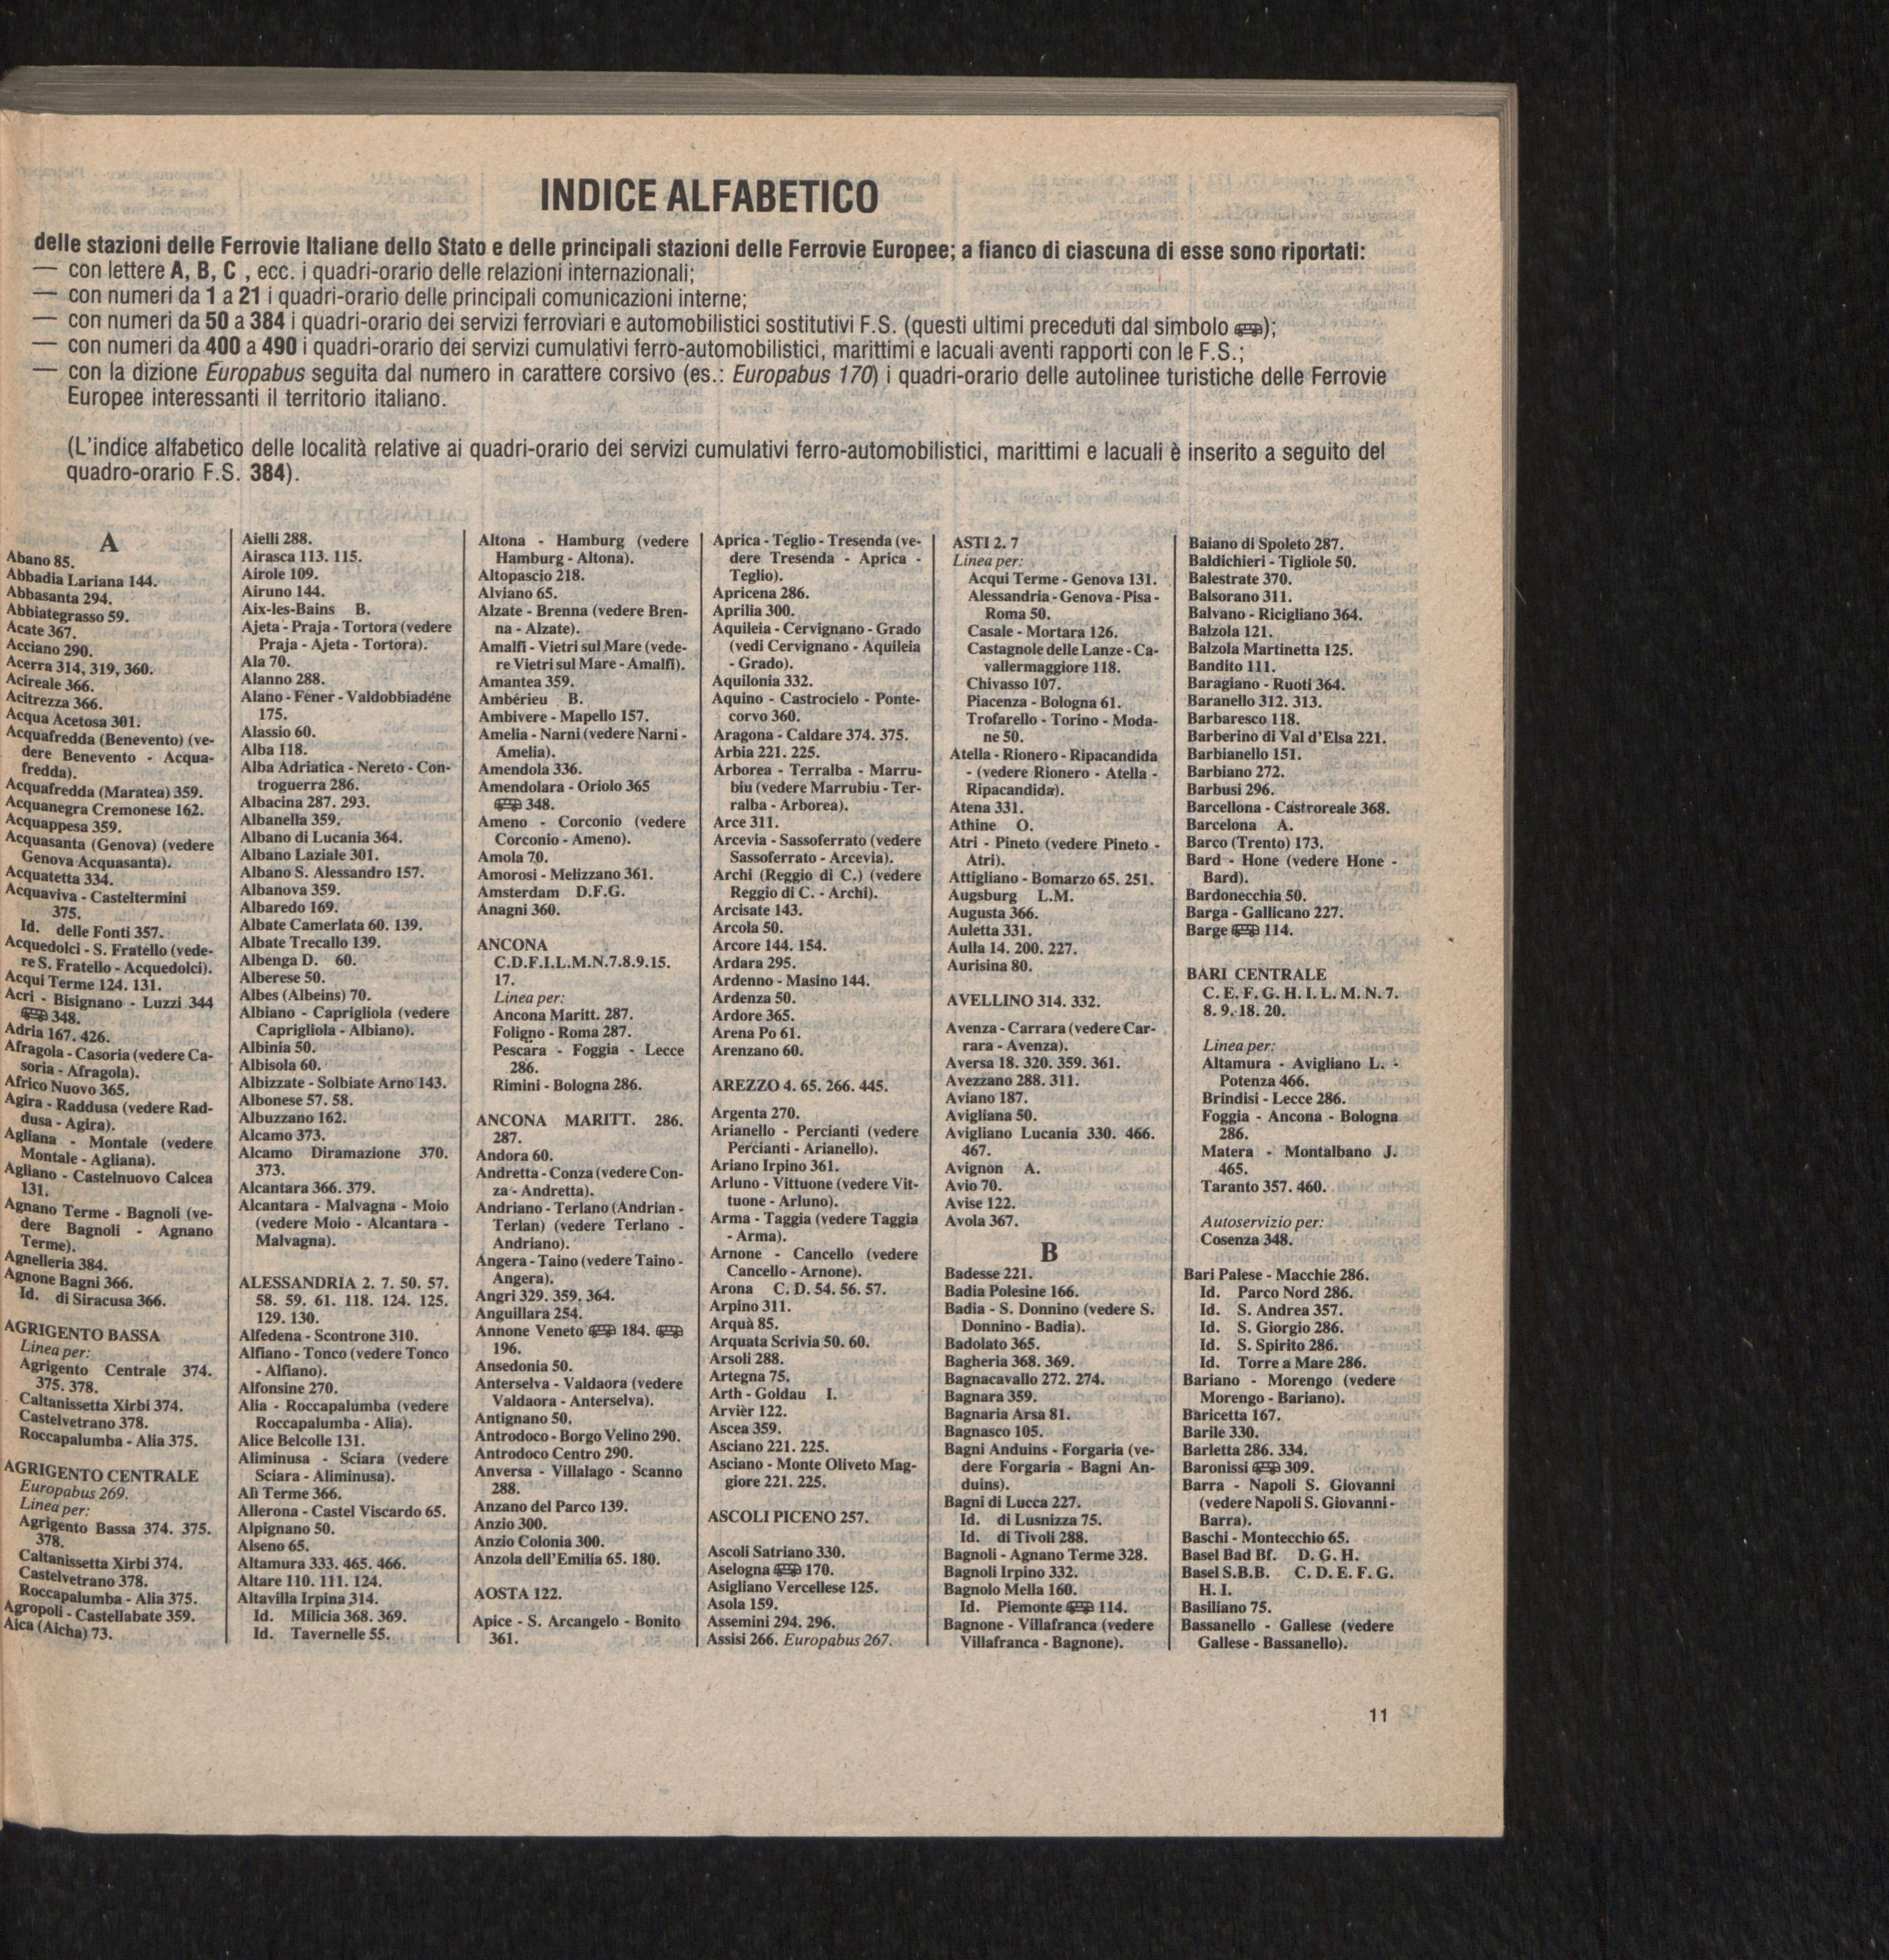 INDICE ALFABETICO
delle stazioni delle Ferrovie Italiane dello Stato e delle principali stazioni delle Ferrovie Europee; a fianco di ciascuna di esse sono riportati:
— con lettere A, B, C , ecc. i quadri-orario delle relazioni internazionali;
— con numeri da 1 a 21 i quadri-orario delle principali comunicazioni interne;
— con numeri da 50 a 384 i quadri-orario dei servizi ferroviari e automobilistici sostitutivi F.S. (questi ultimi preceduti dal simbolo );
— con numeri da 400 a 490 i quadri-orario dei servizi cumulativi ferro-automobilistici, marittimi e lacuali aventi rapporti con le F.S.;
— con la dizione Europabus seguita dal numero in carattere corsivo (es.: Europabus 170) i quadri-orario delle autolinee turistiche delle Ferrovie
Europee interessanti il territorio italiano.
(L'indice alfabetico delle località relative ai quadri-orario dei servizi cumulativi ferro-automobilistici, marittimi e lacuali è inserito a seguito del
quadro-orario F.S. 384).
A
Abano 85.
Abbadia Lariana 144.
Abbasanta 294.
Abbiategrasso 59.
Acate 367.
Acciano 290.
Acerra 314, 319, 360.
Acireale 366.
Acitrezza 366.
Acqua Acetosa 301.
Acquafredda (Benevento) (ve-
dere Benevento - Acqua-
fredda).
Acquafredda (Maratea) 359.
Acquanegra Cremonese 162.
Acquappesa 359.
Acquasanta (Genova) (vedere
Genova Acquasanta).
Acquatetta 334.
Acquaviva - Casteltermini
375.
Id. delle Fonti 357.
Acquedolci - S. Fratello (vede-
re S. Fratello - Acquedolci).
Acqui Terme 124. 131.
Acri - Bisignano - Luzzi 344
348.
Adria 167. 426.
Afragola - Casoria (vedere Ca-
soria - Afragola).
Africo Nuovo 365.
Agira - Raddusa (vedere Rad-
dusa - Agira).
Agliana - Montale (vedere
Montale - Agliana).
Agliano - Castelnuovo Calcea
131.
Agnano Terme - Bagnoli (ve-
dere Bagnoli - Agnano
Terme).
Agnelleria 384.
Agnone Bagni 366.
Id. di Siracusa 366.
AGRIGENTO BASSA
Linea per:
Agrigento Centrale 374.
375. 378.
Caltanissetta Xirbi 374.
Castelvetrano 378.
Roccapalumba - Alia 375.
AGRIGENTO CENTRALE
Europabus 269.
Linea per:
Agrigento Bassa 374. 375.
378.
Caltanissetta Xirbi 374.
Castelvetrano 378.
Roccapalumba - Alia 375.
Agropoli - Castellabate 359.
Aica (Aicha) 73.
Aielli 288.
Airasca 113. 115.
Airole 109.
Airuno 144.
Aix-les-Bains B.
Ajeta - Praja - Tortora (vedere
Praja - Ajeta - Tortora).
Ala 70.
Alanno 288.
Alano - Fener - Valdobbiadéne
175.
Alassio 60.
Alba 118.
Alba Adriatica - Nereto - Con-
troguerra 286.
Albacina 287. 293.
Albanella 359.
Albano di Lucania 364.
Albano Laziale 301.
Albano S. Alessandro 157.
Albanova 359.
Albaredo 169.
Albate Camerlata 60. 139.
Albate Trecallo 139.
Albenga D. 60.
Alberese 50.
Albes (Albeins) 70.
Albiano - Caprigliola (vedere
Caprigliola - Albiano).
Albinia 50.
Albisola 60.
Albizzate - Solbiate Arno 143.
Albonese 57. 58.
Albuzzano 162.
Alcamo 373.
Alcamo Diramazione 370.
373.
Alcantara 366. 379.
Alcantara - Malvagna - Moio
(vedere Moio - Alcantara -
Malvagna).
ALESSANDRIA 2. 7. 50. 57.
58. 59. 61. 118. 124. 125.
129. 130.
Alfedena - Scontrone 310.
Alfiano - Tonco (vedere Tonco
- Alfiano).
Alfonsine 270.
Alia - Roccapalumba (vedere
Roccapalumba - Alia).
Alice Belcolle 131.
Aliminusa - Sciara (vedere
Sciara - Aliminusa).
Alì Terme 366.
Allerona - Castel Viscardo 65.
Alpignano 50.
Alseno 65.
Altamura 333. 465. 466.
Altare 110. 111. 124.
Altavilla Irpina 314.
Id. Milicia 368. 369.
Id. Tavernelle 55.
Altona - Hamburg (vedere
Hamburg - Altona).
Altopascio 218.
Alviano 65.
Alzate - Brenna (vedere Bren-
na - Alzate).
Amalfi - Vietri sul Mare (vede-
re Vietri sul Mare - Amalfi).
Amantea 359.
Ambérieu B.
Ambivere - Mapello 157.
Amelia - Narni (vedere Narni -
Amelia).
Amendola 336.
Amendolara - Oriolo 365
348.
Ameno - Corconio (vedere
Corconio - Ameno).
Amola 70.
Amorosi - Melizzano 361.
Amsterdam D.F.G.
Anagni 360.
ANCONA
C.D.F.I.L.M.N.7.8.9.15.
17.
Linea per:
Ancona Maritt. 287.
Foligno - Roma 287.
Pescara - Foggia - Lecce
286.
Rimini - Bologna 286.
ANCONA MARITT. 286.
287.
Andora 60.
Andretta - Conza (vedere Con-
za - Andretta).
Andriano - Terlano (Andrian -
Terlan) (vedere Terlano -
Andriano).
Angera - Taino (vedere Taino -
Angera).
Angri 329. 359. 364.
Anguillara 254.
Annone Veneto 184.
196.
Ansedonia 50.
Anterselva - Valdaora (vedere
Valdaora - Anterselva).
Antignano 50.
Antrodoco - Borgo Velino 290.
Antrodoco Centro 290.
Anversa - Villalago - Scanno
288.
Anzano del Parco 139.
Anzio 300.
Anzio Colonia 300.
Anzola dell'Emilia 65. 180.
AOSTA 122.
Apice - S. Arcangelo - Bonito
361.
Aprica - Teglio - Tresenda (ve-
dere Tresenda - Aprica -
Teglio).
Apricena 286.
Aprilia 300.
Aquileia - Cervignano - Grado
(vedi Cervignano - Aquileia
- Grado).
Aquilonia 332.
Aquino - Castrocielo - Ponte-
corvo 360.
Aragona - Caldare 374. 375.
Arbia 221. 225.
Arborea - Terralba - Marru-
biu (vedere Marrubiu - Ter-
ralba - Arborea).
Arce 311.
Arcevia - Sassoferrato (vedere
Sassoferrato - Arcevia).
Archi (Reggio di C.) (vedere
Reggio di C. - Archi).
Arcisate 143.
Arcola 50.
Arcore 144. 154.
Ardara 295.
Ardenno - Masino 144.
Ardenza 50.
Ardore 365.
Arena Po 61.
Arenzano 60.
AREZZO 4. 65. 266. 445.
Argenta 270.
Arianello - Percianti (vedere
Percianti - Arianello).
Ariano Irpino 361.
Arluno - Vittuone (vedere Vit-
tuone - Arluno).
Arma - Taggia (vedere Taggia
- Arma).
Arnone - Cancello (vedere
Cancello - Arnone).
Arona C. D. 54. 56. 57.
Arpino 311.
Arquà 85.
Arquata Scrivia 50. 60.
Arsoli 288.
Artegna 75.
Arth - Goldau I.
Arvièr 122.
Ascea 359.
Asciano 221. 225.
Asciano - Monte Oliveto Mag-
giore 221. 225.
ASCOLI PICENO 257.
Ascoli Satriano 330.
Aselogna 170.
Asigliano Vercellese 125.
Asola 159.
Assemini 294. 296.
Assisi 266. Europabus 267.
ASTI 2. 7
Linea per:
Acqui Terme - Genova 131.
Alessandria - Genova - Pisa -
Roma 50.
Casale - Mortara 126.
Castagnole delle Lanze - Ca-
vallermaggiore 118.
Chivasso 107.
Piacenza - Bologna 61.
Trofarello - Torino - Moda-
ne 50.
Atella - Rionero - Ripacandida
- (vedere Rionero - Atella -
Ripacandida).
Atena 331.
Athine O.
Atri - Pineto (vedere Pineto -
Atri).
Attigliano - Bomarzo 65. 251.
Augsburg L.M.
Augusta 366.
Auletta 331.
Aulla 14. 200. 227.
Aurisina 80.
AVELLINO 314. 332.
Avenza - Carrara (vedere Car-
rara - Avenza).
Aversa 18. 320. 359. 361.
Avezzano 288. 311.
Aviano 187.
Avigliana 50.
Avigliano Lucania 330. 466.
467.
Avignon A.
Avio 70.
Avise 122.
Avola 367.
B
Badesse 221.
Badia Polesine 166.
Badia - S. Donnino (vedere S.
Donnino - Badia).
Badolato 365.
Bagheria 368. 369.
Bagnacavallo 272. 274.
Bagnara 359.
Bagnaria Arsa 81.
Bagnasco 105.
Bagni Anduins - Forgaria (ve-
dere Forgaria - Bagni An-
duins).
Bagni di Lucca 227.
Id. di Lusnizza 75.
Id. di Tivoli 288.
Bagnoli - Agnano Terme 328.
Bagnoli Irpino 332.
Bagnolo Mella 160.
Id. Piemonte 114.
Bagnone - Villafranca (vedere
Villafranca - Bagnone).
Baiano di Spoleto 287.
Baldichieri - Tigliole 50.
Balestrate 370.
Balsorano 311.
Balvano - Ricigliano 364.
Balzola 121.
Balzola Martinetta 125.
Bandito 111.
Baragiano - Ruoti 364.
Baranello 312. 313.
Barbaresco 118.
Barberino di Val d'Elsa 221.
Barbianello 151.
Barbiano 272.
Barbusi 296.
Barcellona - Castroreale 368.
Barcelona A.
Barco (Trento) 173.
Bard - Hone (vedere Hone -
Bard).
Bardonecchia 50.
Barga - Gallicano 227.
Barge 114.
BARI CENTRALE
C. E. F. G. H. I. L. M. N. 7.
8. 9. 18. 20.
Linea per:
Altamura - Avigliano L. -
Potenza 466.
Brindisi - Lecce 286.
Foggia - Ancona - Bologna
286.
Matera - Montalbano J.
465.
Taranto 357. 460.
Autoservizio per:
Cosenza 348.
Bari Palese - Macchie 286.
Id. Parco Nord 286.
Id. S. Andrea 357.
Id. S. Giorgio 286.
Id. S. Spirito 286.
Id. Torre a Mare 286.
Bariano - Morengo (vedere
Morengo - Bariano).
Baricetta 167.
Barile 330.
Barletta 286. 334.
Baronissi 309.
Barra - Napoli S. Giovanni
(vedere Napoli S. Giovanni -
Barra).
Baschi - Montecchio 65.
Basel Bad Bf. D. G. H.
Basel S.B.B. C. D. E. F. G.
H. I.
Basiliano 75.
Bassanello - Gallese (vedere
Gallese - Bassanello).
11